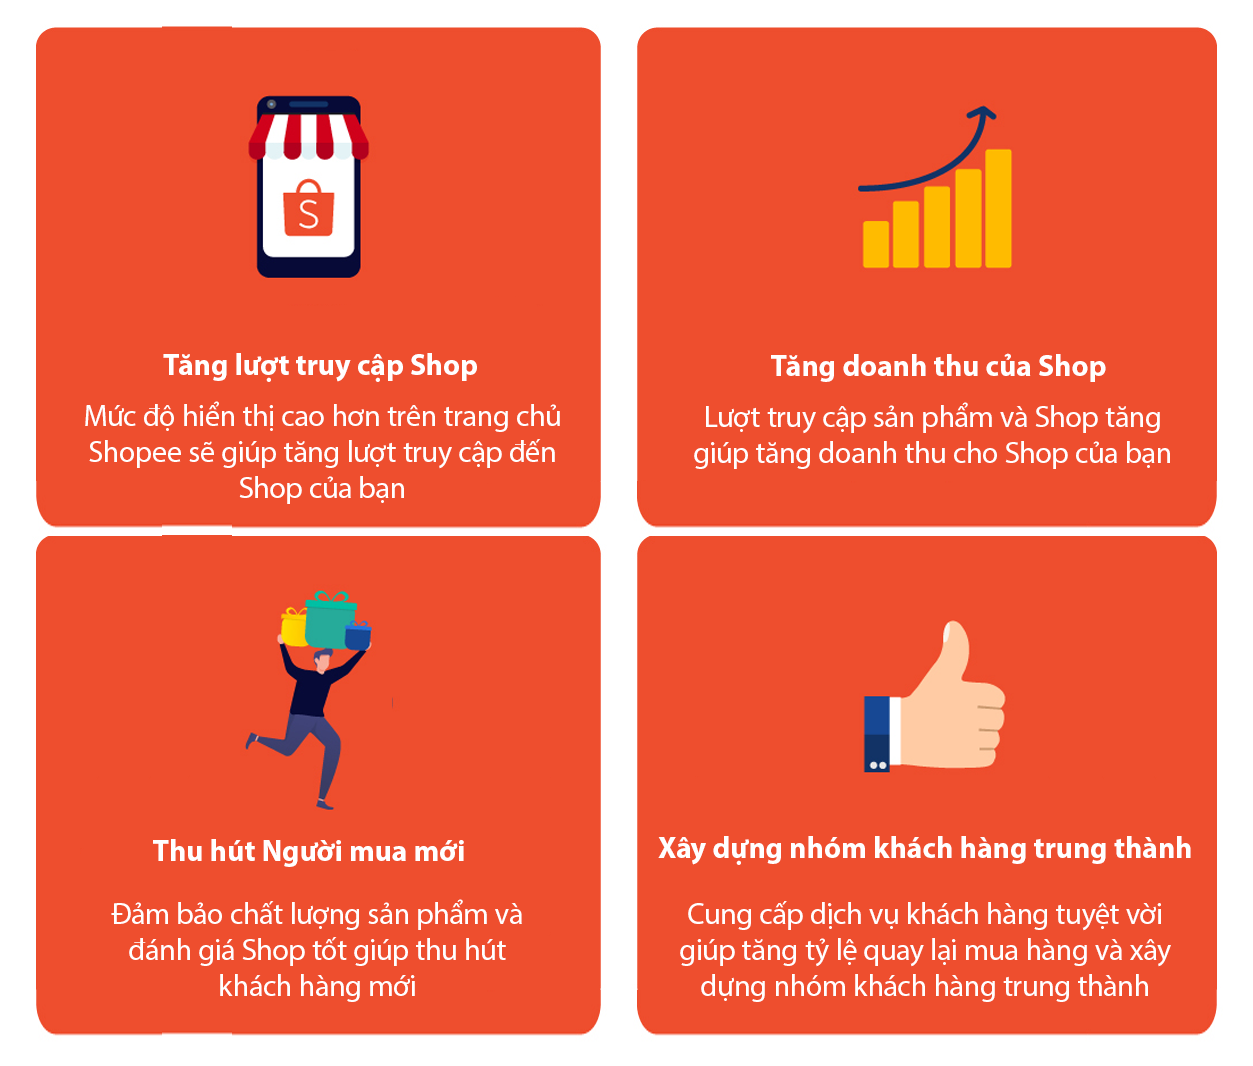 S
Tăng lượt truy cập Shop
Mức độ hiển thị cao hơn trên trang chủ
Shopee sẽ giúp tăng lượt truy cập đến
Shop của bạn
Tăng doanh thu của Shop
Lượt truy cập sản phẩm và Shop tăng
giúp tăng doanh thu cho Shop của bạn
Thu hút Người mua mới
Đảm bảo chất lượng sản phẩm và
đánh giá Shop tốt giúp thu hút
khách hàng mới
Xây dựng nhóm khách hàng trung thành
Cung cấp dịch vụ khách hàng tuyệt vời
giúp tăng tỷ lệ quay lại mua hàng và xây
dựng nhóm khách hàng trung thành